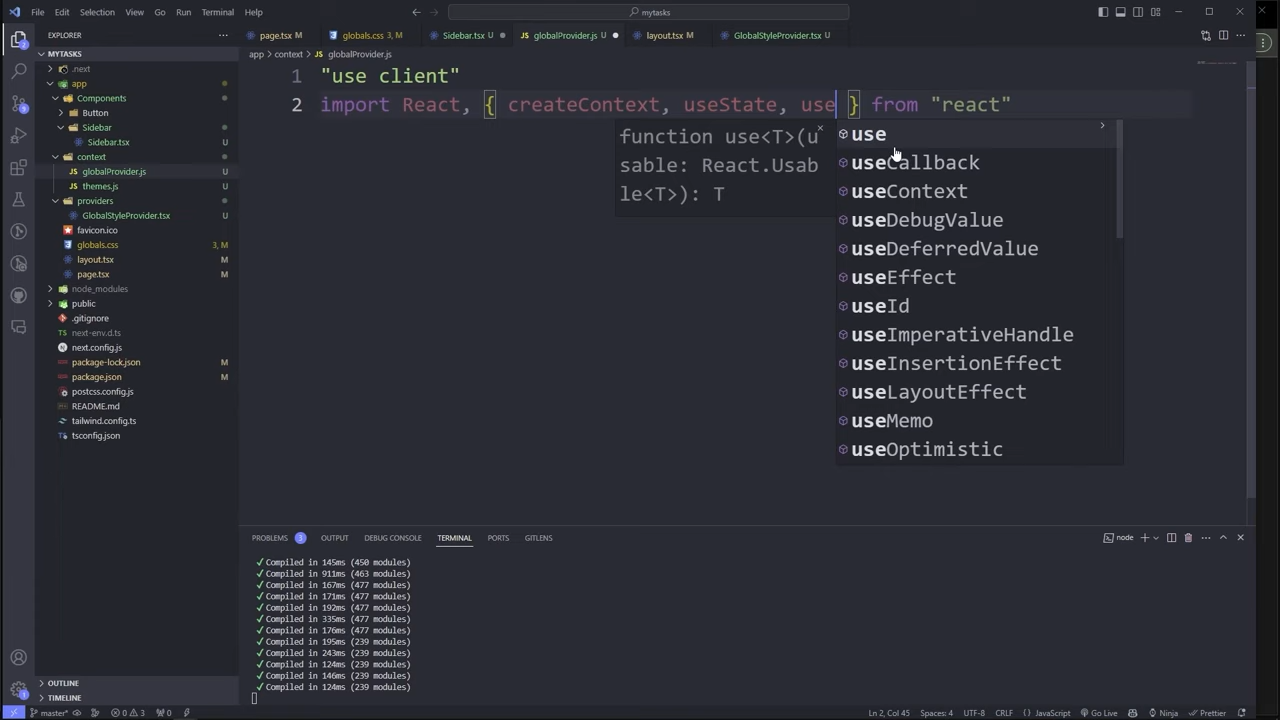 File Edit Selection View Go Run Terminal Help
mytasks
EXPLORER
page.tsx M
globals.css 3, M
Sidebar.tsx U
globalProvider.js U
layout.tsx M
GlobalStyleProvider.tsx U
app > context > globalProvider.js
MYTASKS
.next
app
Components
Button
Sidebar
Sidebar.tsx U
context
globalProvider.js U
themes.js U
providers
GlobalStyleProvider.tsx U
favicon.ico
globals.css 3, M
layout.tsx M
page.tsx M
node_modules
public
.gitignore
next-env.d.ts
next.config.js
package-lock.json M
package.json M
postcss.config.js
README.md
tailwind.config.ts
tsconfig.json
OUTLINE
TIMELINE
1 "use client"
2 import React, { createContext, useState, use } from "react"
function use<T>(u
sable: React.Usab
le<T>): T
use
useCallback
useContext
useDebugValue
useDeferredValue
useEffect
useId
useImperativeHandle
useInsertionEffect
useLayoutEffect
useMemo
useOptimistic
PROBLEMS 3 OUTPUT DEBUG CONSOLE TERMINAL PORTS GITLENS
node
✓ Compiled in 145ms (450 modules)
✓ Compiled in 911ms (463 modules)
✓ Compiled in 167ms (477 modules)
✓ Compiled in 171ms (477 modules)
✓ Compiled in 192ms (477 modules)
✓ Compiled in 335ms (477 modules)
✓ Compiled in 176ms (477 modules)
✓ Compiled in 195ms (239 modules)
✓ Compiled in 243ms (239 modules)
✓ Compiled in 124ms (239 modules)
✓ Compiled in 146ms (239 modules)
✓ Compiled in 124ms (239 modules)
master* 0 3 0 Ln 2, Col 45 Spaces: 4 UTF-8 CRLF JavaScript Go Live Ninja Prettier